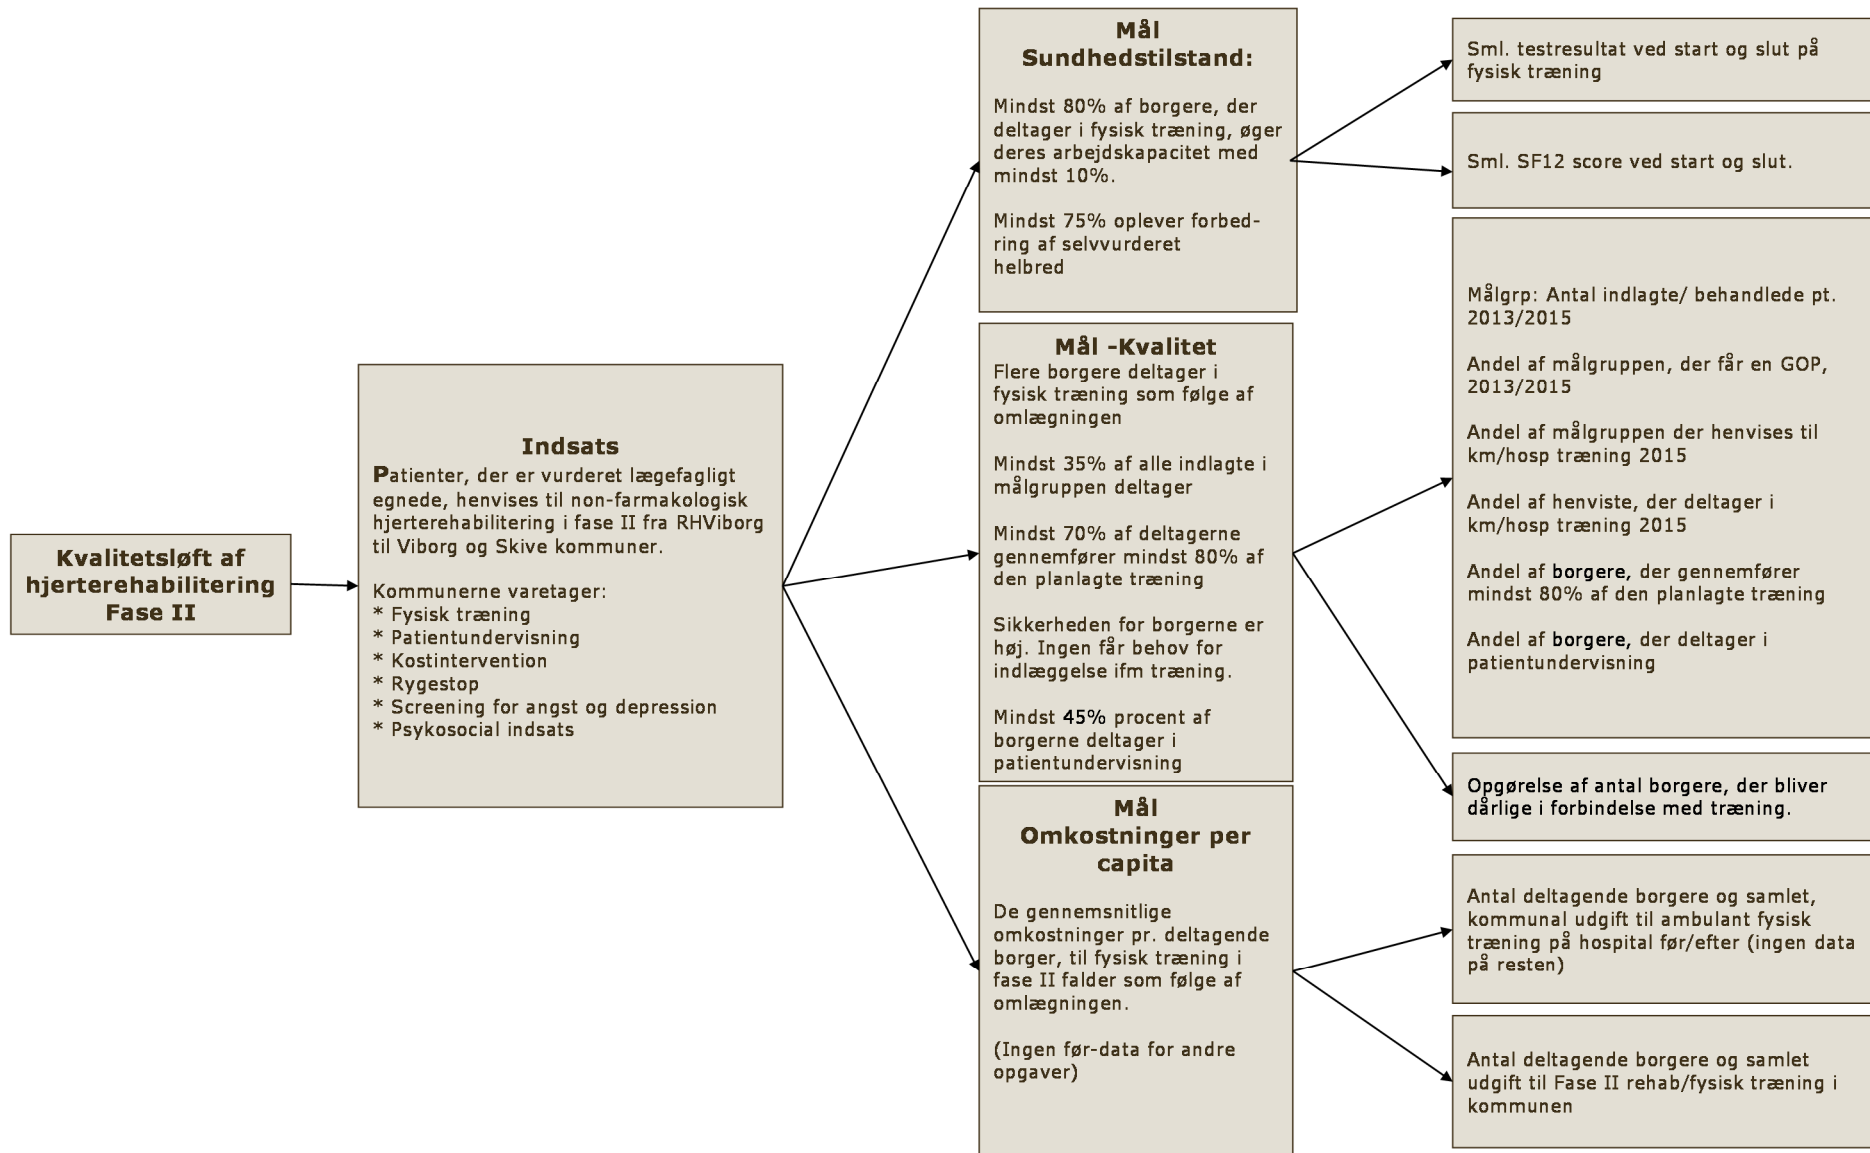 Kvalitetsløft af
hjerterehabilitering
Fase II
Indsats
Patienter, der er vurderet lægefagligt
egnede, henvises til non-farmakologisk
hjerterehabilitering i fase II fra RHViborg
til Viborg og Skive kommuner.
Kommunerne varetager:
* Fysisk træning
* Patientundervisning
* Kostintervention
* Rygestop
* Screening for angst og depression
* Psykosocial indsats
Mål
Sundhedstilstand:
Mindst 80% af borgere, der
deltager i fysisk træning, øger
deres arbejdskapacitet med
mindst 10%.
Mindst 75% oplever forbed-
ring af selvvurderet
helbred
Mål -Kvalitet
Flere borgere deltager i
fysisk træning som følge af
omlægningen
Mindst 35% af alle indlagte i
målgruppen deltager
Mindst 70% af deltagerne
gennemfører mindst 80% af
den planlagte træning
Sikkerheden for borgerne er
høj. Ingen får behov for
indlæggelse ifm træning.
Mindst 45% procent af
borgerne deltager i
patientundervisning
Mål
Omkostninger per
capita
De gennemsnitlige
omkostninger pr. deltagende
borger, til fysisk træning i
fase II falder som følge af
omlægningen.
(Ingen før-data for andre
opgaver)
Sml. testresultat ved start og slut på
fysisk træning
Sml. SF12 score ved start og slut.
Målgrp: Antal indlagte/ behandlede pt.
2013/2015
Andel af målgruppen, der får en GOP,
2013/2015
Andel af målgruppen der henvises til
km/hosp træning 2015
Andel af henviste, der deltager i
km/hosp træning 2015
Andel af borgere, der gennemfører
mindst 80% af den planlagte træning
Andel af borgere, der deltager i
patientundervisning
Opgørelse af antal borgere, der bliver
dårlige i forbindelse med træning.
Antal deltagende borgere og samlet,
kommunal udgift til ambulant fysisk
træning på hospital før/efter (ingen data
på resten)
Antal deltagende borgere og samlet
udgift til Fase II rehab/fysisk træning i
kommunen